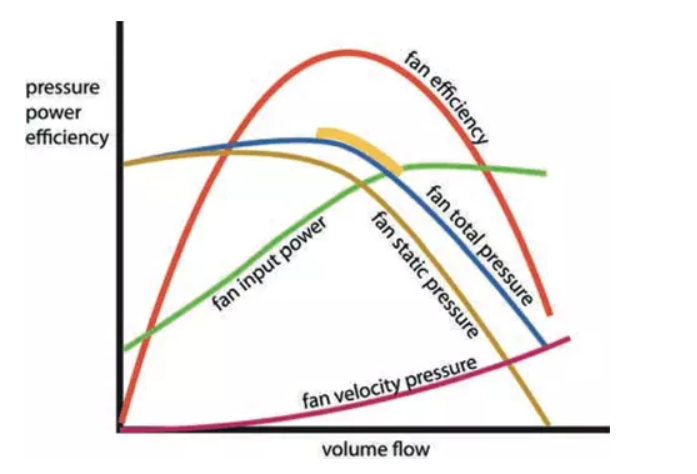 pressure
power
efficiency
fan efficiency
fan total pressure
fan input power
fan static pressure
fan velocity pressure
volume flow